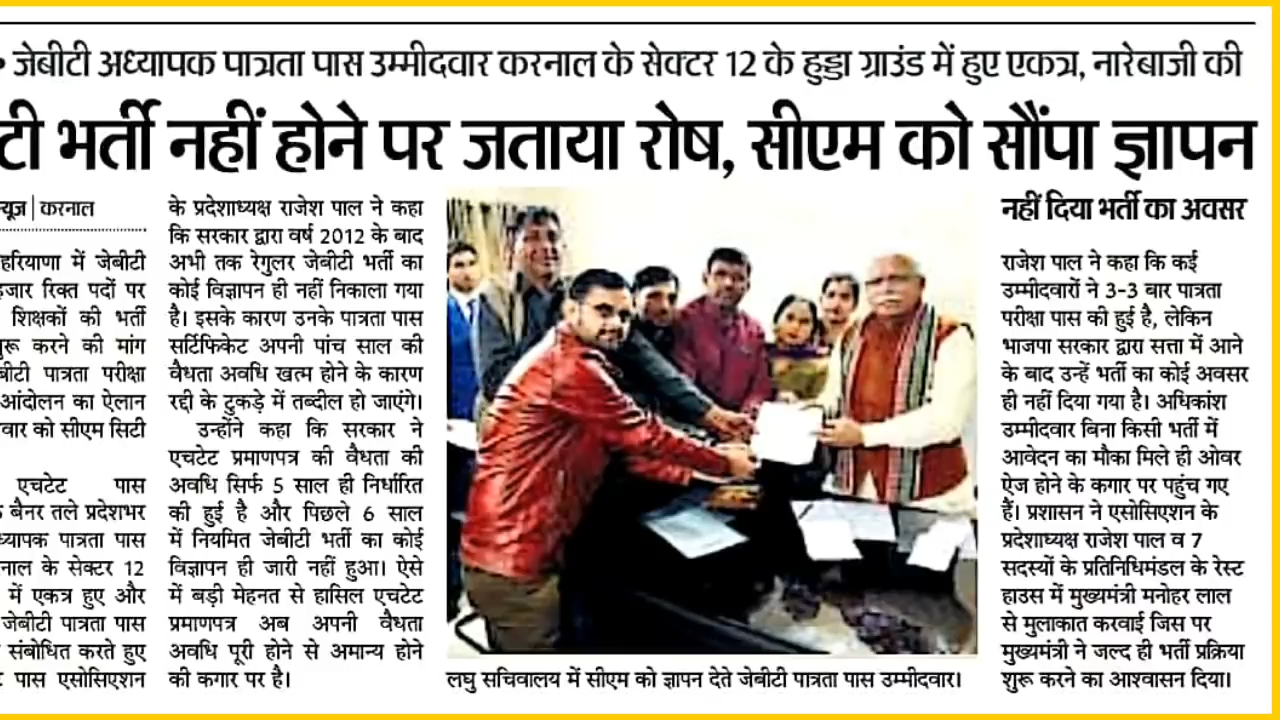 • जेबीटी अध्यापक पात्रता पास उम्मीदवार करनाल के सेक्टर 12 के हुड्डा ग्राउंड में हुए एकत्र, नारेबाजी की
टी भर्ती नहीं होने पर जताया रोष, सीएम को सौंपा ज्ञापन
न्यूज | करनाल
हरियाणा में जेबीटी
हजार रिक्त पदों पर
शिक्षकों की भर्ती
शुरू करने की मांग
बीटी पात्रता परीक्षा
आंदोलन का ऐलान
वार को सीएम सिटी
एचटेट पास
के बैनर तले प्रदेशभर
ध्यापक पात्रता पास
नाल के सेक्टर 12
में एकत्र हुए और
जेबीटी पात्रता पास
संबोधित करते हुए
पास एसोसिएशन
के प्रदेशाध्यक्ष राजेश पाल ने कहा
कि सरकार द्वारा वर्ष 2012 के बाद
अभी तक रेगुलर जेबीटी भर्ती का
कोई विज्ञापन ही नहीं निकाला गया
है। इसके कारण उनके पात्रता पास
सर्टिफिकेट अपनी पांच साल की
वैधता अवधि खत्म होने के कारण
रद्दी के टुकड़े में तब्दील हो जाएंगे।
उन्होंने कहा कि सरकार ने
एचटेट प्रमाणपत्र की वैधता की
अवधि सिर्फ 5 साल ही निर्धारित
की हुई है और पिछले 6 साल
में नियमित जेबीटी भर्ती का कोई
विज्ञापन ही जारी नहीं हुआ। ऐसे
में बड़ी मेहनत से हासिल एचटेट
प्रमाणपत्र अब अपनी वैधता
अवधि पूरी होने से अमान्य होने
की कगार पर है।
लघु सचिवालय में सीएम को ज्ञापन देते जेबीटी पात्रता पास उम्मीदवार।
नहीं दिया भर्ती का अवसर
राजेश पाल ने कहा कि कई
उम्मीदवारों ने 3-3 बार पात्रता
परीक्षा पास की हुई है, लेकिन
भाजपा सरकार द्वारा सत्ता में आने
के बाद उन्हें भर्ती का कोई अवसर
ही नहीं दिया गया है। अधिकांश
उम्मीदवार बिना किसी भर्ती में
आवेदन का मौका मिले ही ओवर
ऐज होने के कगार पर पहुंच गए
हैं। प्रशासन ने एसोसिएशन के
प्रदेशाध्यक्ष राजेश पाल व 7
सदस्यों के प्रतिनिधिमंडल के रेस्ट
हाउस में मुख्यमंत्री मनोहर लाल
से मुलाकात करवाई जिस पर
मुख्यमंत्री ने जल्द ही भर्ती प्रक्रिया
शुरू करने का आश्वासन दिया।